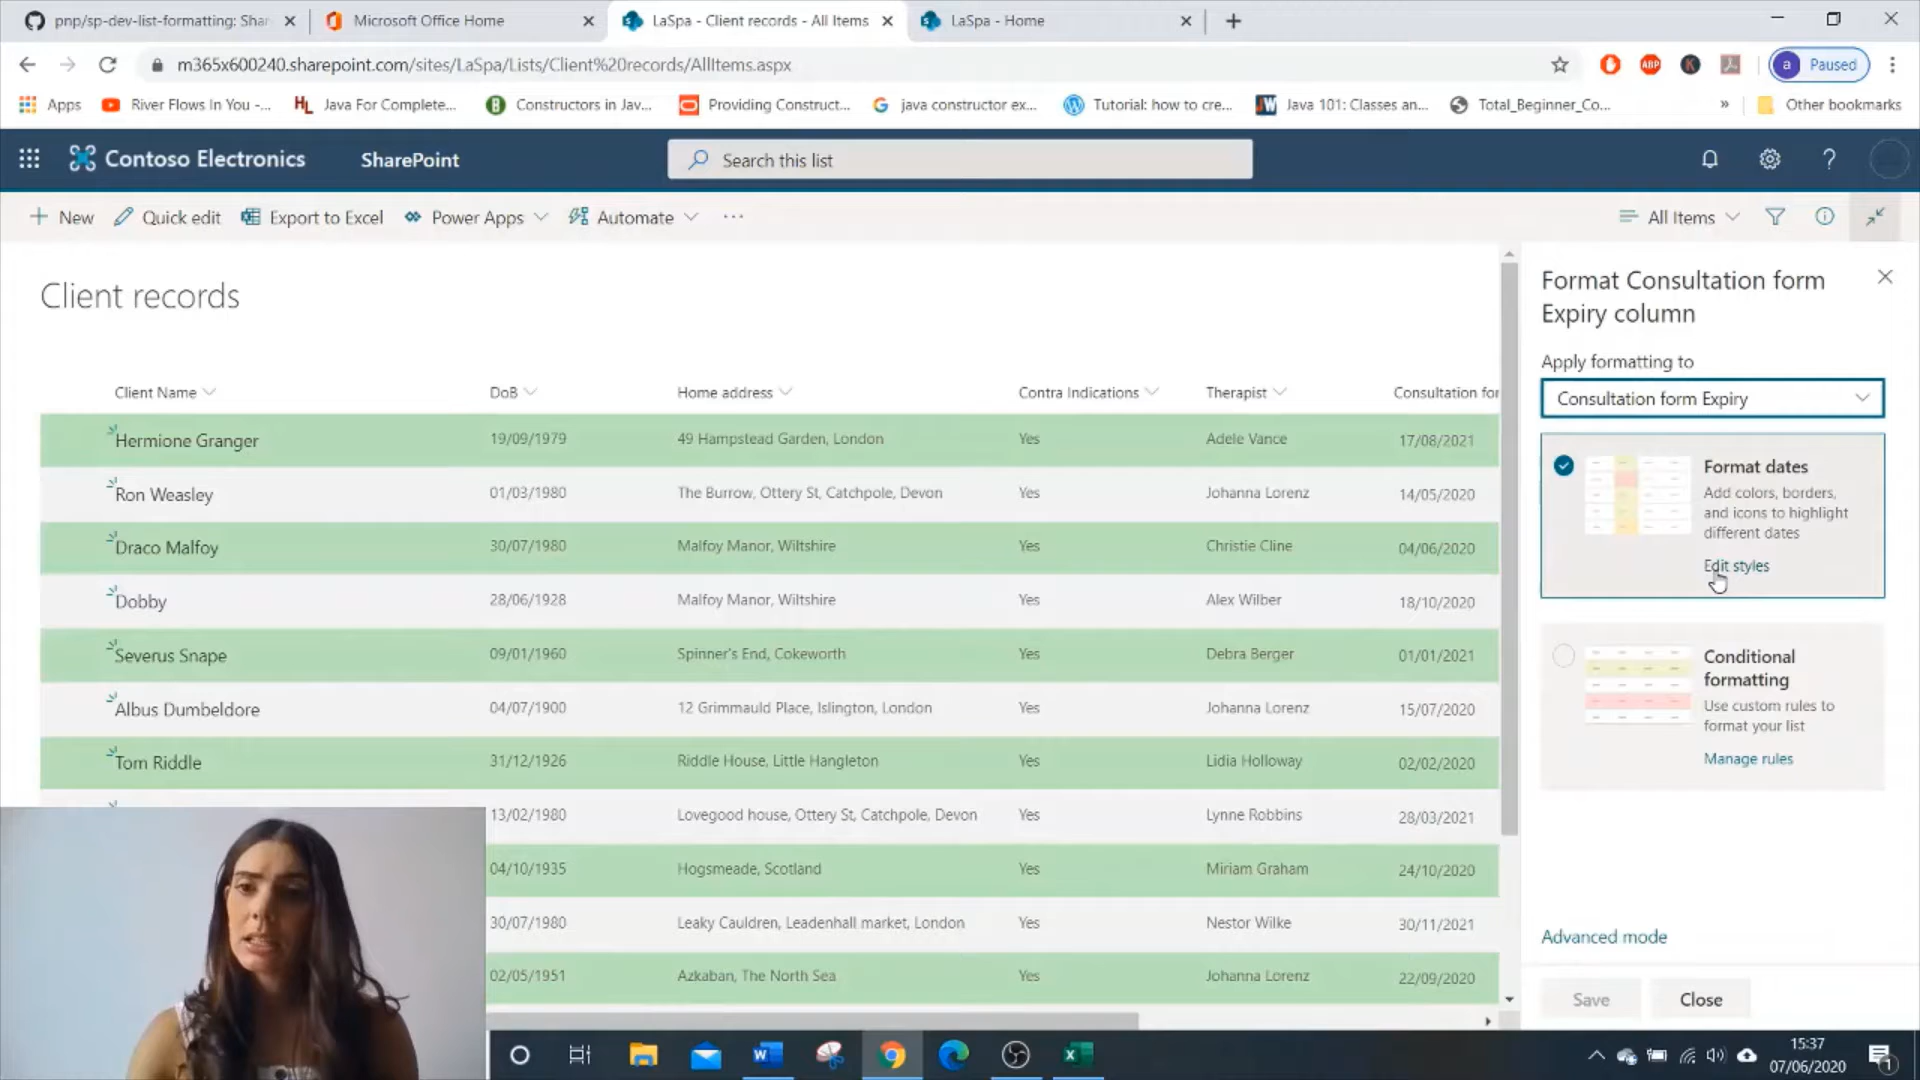 pnp/sp-dev-list-formatting: Shar
Microsoft Office Home
LaSpa - Client records - All Items
LaSpa - Home
m365x600240.sharepoint.com/sites/LaSpa/Lists/Client%20records/AllItems.aspx
ABP
K
a Paused
Apps
River Flows In You -...
HL Java For Complete...
B Constructors in Jav...
Providing Construct...
G java constructor ex...
Tutorial: how to cre...
JW Java 101: Classes an...
Total_Beginner_Co...
»
Other bookmarks
Contoso Electronics
SharePoint
Search this list
?
+ New
Quick edit
Export to Excel
Power Apps
Automate
...
All Items
Client records
Format Consultation form
Expiry column
Apply formatting to
Consultation form Expiry
Format dates
Add colors, borders,
and icons to highlight
different dates
Edit styles
Conditional
formatting
Use custom rules to
format your list
Manage rules
Advanced mode
Save
Close
Client Name DoB Home address Contra Indications Therapist Consultation for
Hermione Granger 19/09/1979 49 Hampstead Garden, London Yes Adele Vance 17/08/2021
Ron Weasley 01/03/1980 The Burrow, Ottery St, Catchpole, Devon Yes Johanna Lorenz 14/05/2020
Draco Malfoy 30/07/1980 Malfoy Manor, Wiltshire Yes Christie Cline 04/06/2020
Dobby 28/06/1928 Malfoy Manor, Wiltshire Yes Alex Wilber 18/10/2020
Severus Snape 09/01/1960 Spinner's End, Cokeworth Yes Debra Berger 01/01/2021
Albus Dumbeldore 04/07/1900 12 Grimmauld Place, Islington, London Yes Johanna Lorenz 15/07/2020
Tom Riddle 31/12/1926 Riddle House, Little Hangleton Yes Lidia Holloway 02/02/2020
13/02/1980 Lovegood house, Ottery St, Catchpole, Devon Yes Lynne Robbins 28/03/2021
04/10/1935 Hogsmeade, Scotland Yes Miriam Graham 24/10/2020
30/07/1980 Leaky Cauldren, Leadenhall market, London Yes Nestor Wilke 30/11/2021
02/05/1951 Azkaban, The North Sea Yes Johanna Lorenz 22/09/2020
15:37
07/06/2020
1